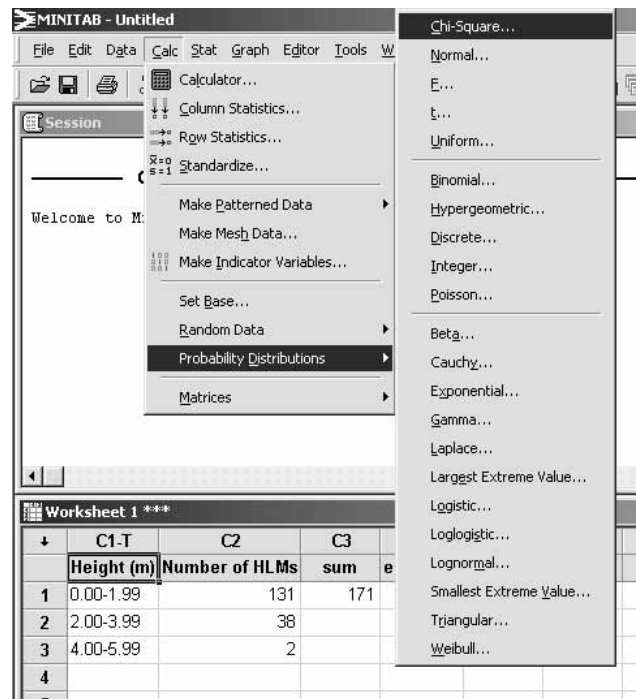 MINITAB - Untitled
File Edit Data Calc Stat Graph Editor Tools W
Calculator...
Column Statistics...
Row Statistics...
Standardize...
Make Patterned Data
Make Mesh Data...
Make Indicator Variables...
Set Base...
Random Data
Probability Distributions
Matrices
Chi-Square...
Normal...
F...
t...
Uniform...
Binomial...
Hypergeometric...
Discrete...
Integer...
Poisson...
Beta...
Cauchy...
Exponential...
Gamma...
Laplace...
Largest Extreme Value...
Logistic...
Loglogistic...
Lognormal...
Smallest Extreme Value...
Triangular...
Weibull...
Session
Welcome to M
Worksheet 1 ***
C1-T C2 C3
Height (m) Number of HLMs sum e
1 0.00-1.99 131 171
2 2.00-3.99 38
3 4.00-5.99 2
4